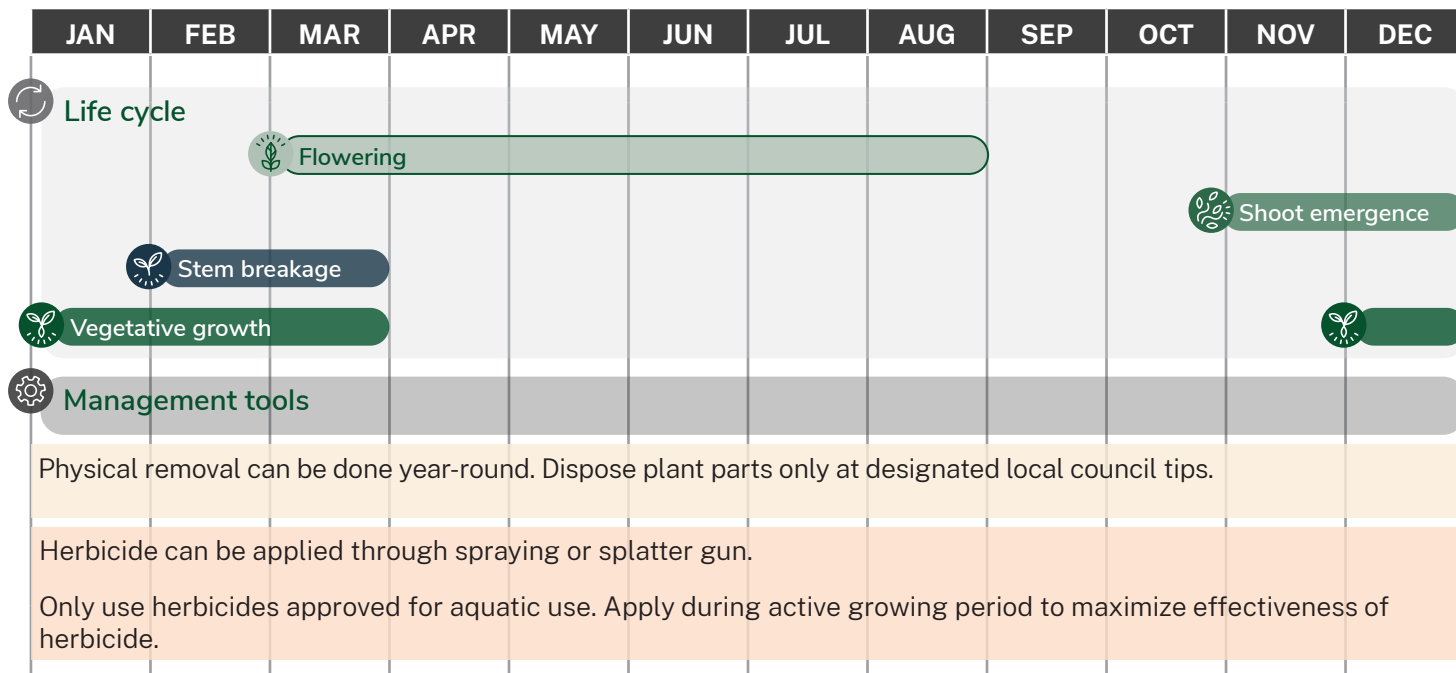 JAN FEB MAR APR MAY JUN JUL AUG SEP OCT NOV DEC
Life cycle
Flowering
Shoot emergence
Stem breakage
Vegetative growth
Management tools
Physical removal can be done year-round. Dispose plant parts only at designated local council tips.
Herbicide can be applied through spraying or splatter gun.
Only use herbicides approved for aquatic use. Apply during active growing period to maximize effectiveness of
herbicide.